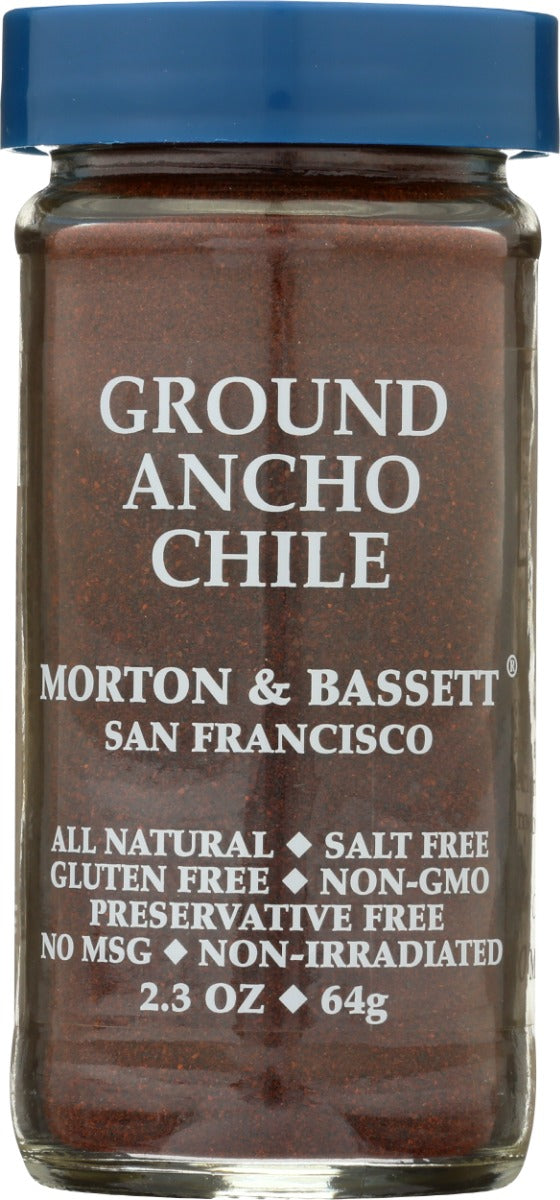 GROUND
ANCHO
CHILE
MORTON & BASSETT®
SAN FRANCISCO
ALL NATURAL ◆ SALT FREE
GLUTEN FREE ◆ NON-GMO
PRESERVATIVE FREE
NO MSG ◆ NON-IRRADIATED
2.3 OZ ◆ 64g